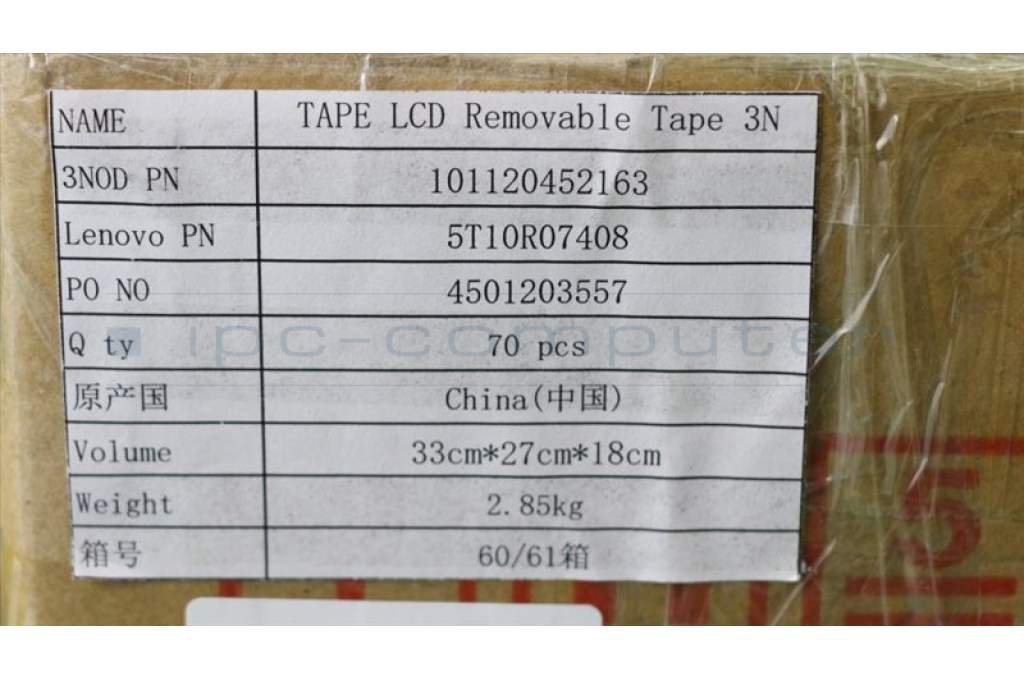 NAME TAPE LCD Removable Tape 3N
3NOD PN 101120452163
Lenovo PN 5T10R07408
PO NO 4501203557
Q ty 70 pcs
ipc-computer
原产国 China(中国)
Volume 33cm*27cm*18cm
Weight 2.85kg
箱号 60/61箱
5